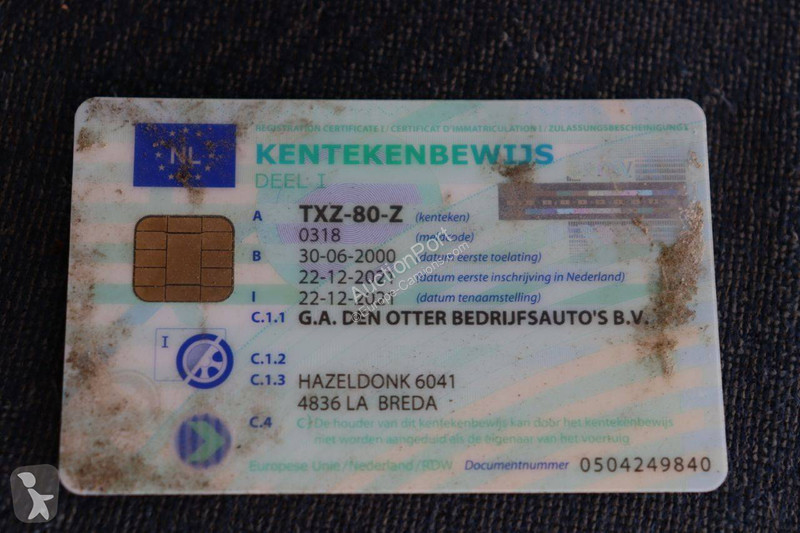 REGISTRATION CERTIFICATE I / CERTIFICAT D'IMMATRICULATION I / ZULASSUNGSBESCHEINIGUNG I
NL
KENTEKENBEWIJS
DEEL: I
A TXZ-80-Z (kenteken)
0318 (meldcode)
B 30-06-2000 (datum eerste toelating)
22-12-2021 (datum eerste inschrijving in Nederland)
I 22-12-2021 (datum tenaamstelling)
C.1.1 G.A. DEN OTTER BEDRIJFSAUTO'S B.V.
I
C.1.2
C.1.3 HAZELDONK 6041
4836 LA BREDA
C.4 C) De houder van dit kentekenbewijs kan door het kentekenbewijs
niet worden aangeduid als de eigenaar van het voertuig
Europese Unie / Nederland / RDW Documentnummer 0504249840
AuctionPort